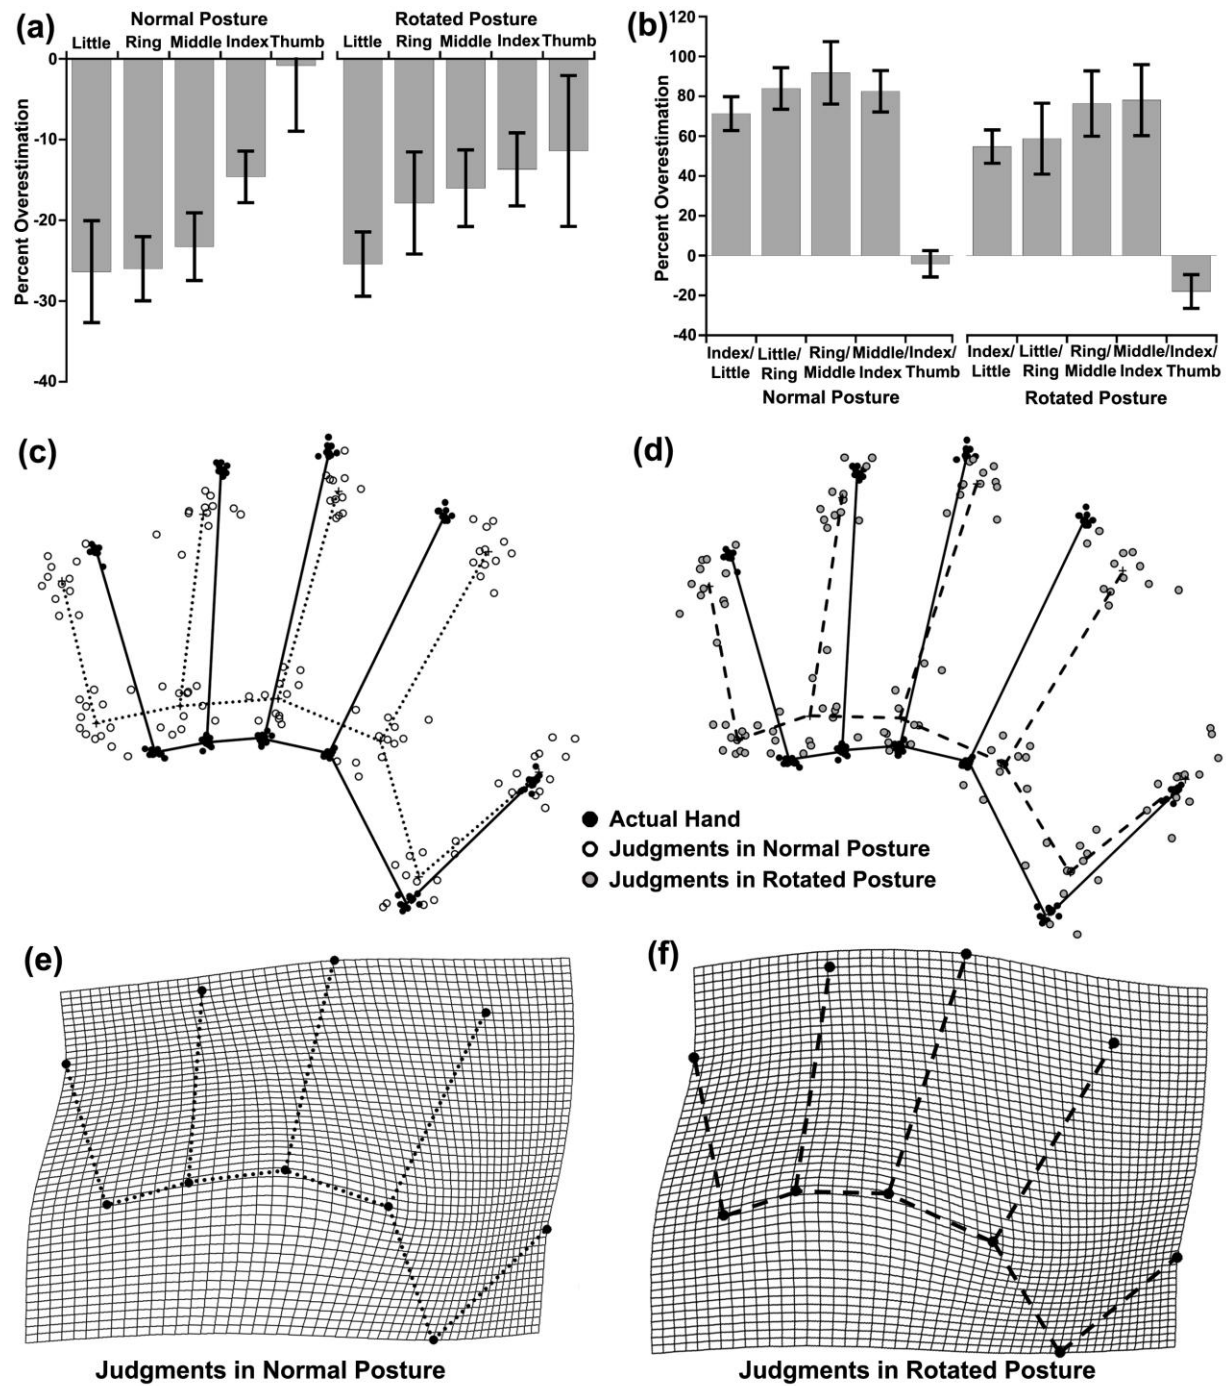 (a)
Normal Posture
Rotated Posture
Little Ring Middle Index Thumb
Little Ring Middle Index Thumb
Percent Overestimation
0
-10
-20
-30
-40
(b)
Percent Overestimation
120
100
80
60
40
20
0
-20
-40
Index/ Little/ Ring/ Middle/ Index/
Little Ring Middle Index Thumb
Normal Posture
Index/ Little/ Ring/ Middle/ Index/
Little Ring Middle Index Thumb
Rotated Posture
(c)
(d)
Actual Hand
Judgments in Normal Posture
Judgments in Rotated Posture
(e)
(f)
Judgments in Normal Posture
Judgments in Rotated Posture